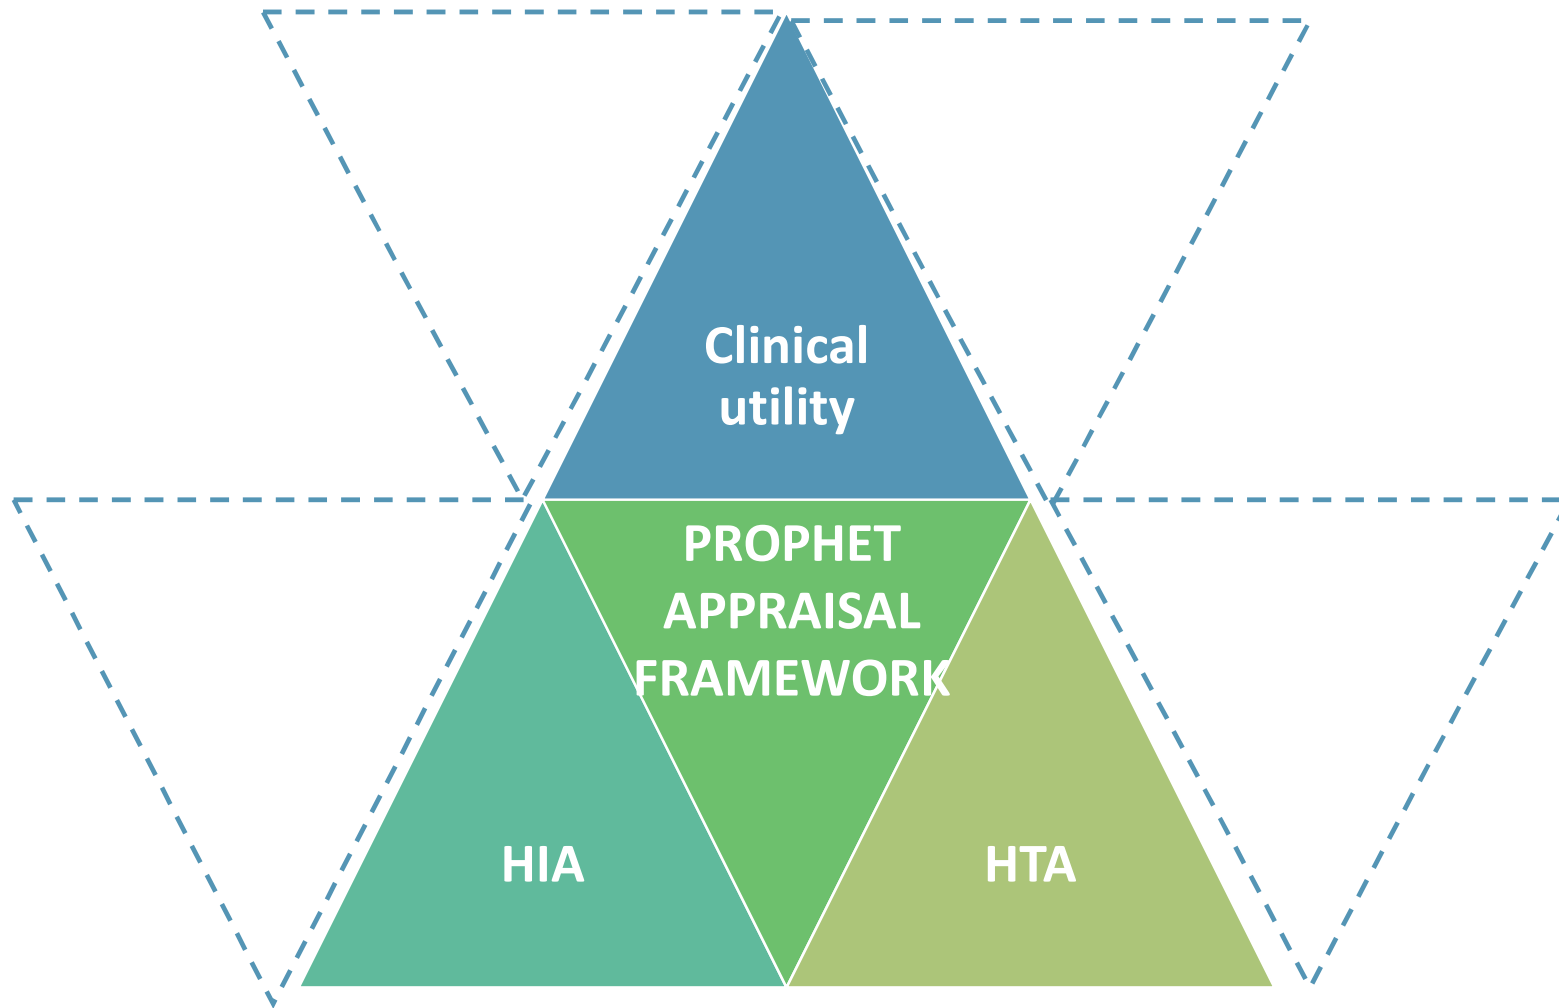 Clinical
utility
PROPHET
APPRAISAL
FRAMEWORK
HIA
HTA